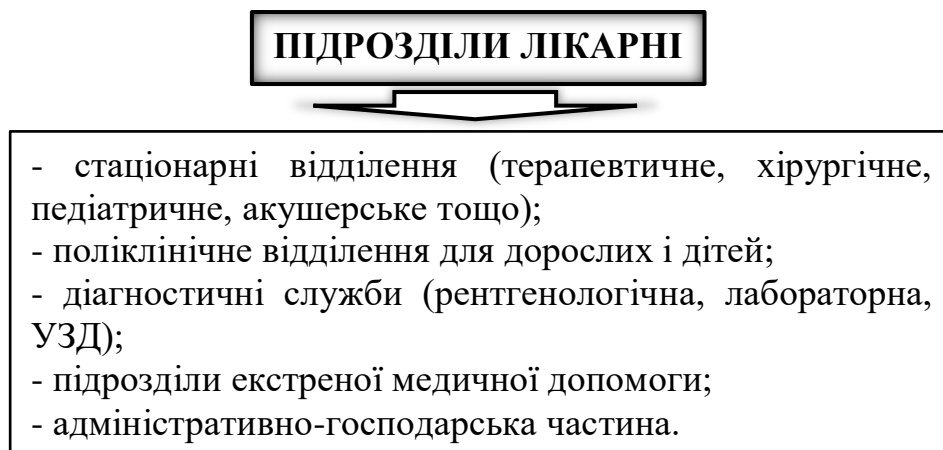 ПІДРОЗДІЛИ ЛІКАРНІ
- стаціонарні відділення (терапевтичне, хірургічне,
педіатричне, акушерське тощо);
- поліклінічне відділення для дорослих і дітей;
- діагностичні служби (рентгенологічна, лабораторна,
УЗД);
- підрозділи екстреної медичної допомоги;
- адміністративно-господарська частина.